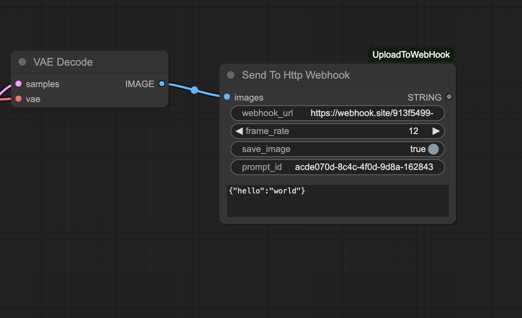 UploadToWebHook
VAE Decode
samples
IMAGE
vae
Send To Http Webhook
images
STRING
webhook_url
https://webhook.site/913f5499-
frame_rate
12
save_image
true
prompt_id
acde070d-8c4c-4f0d-9d8a-162843
{"hello":"world"}